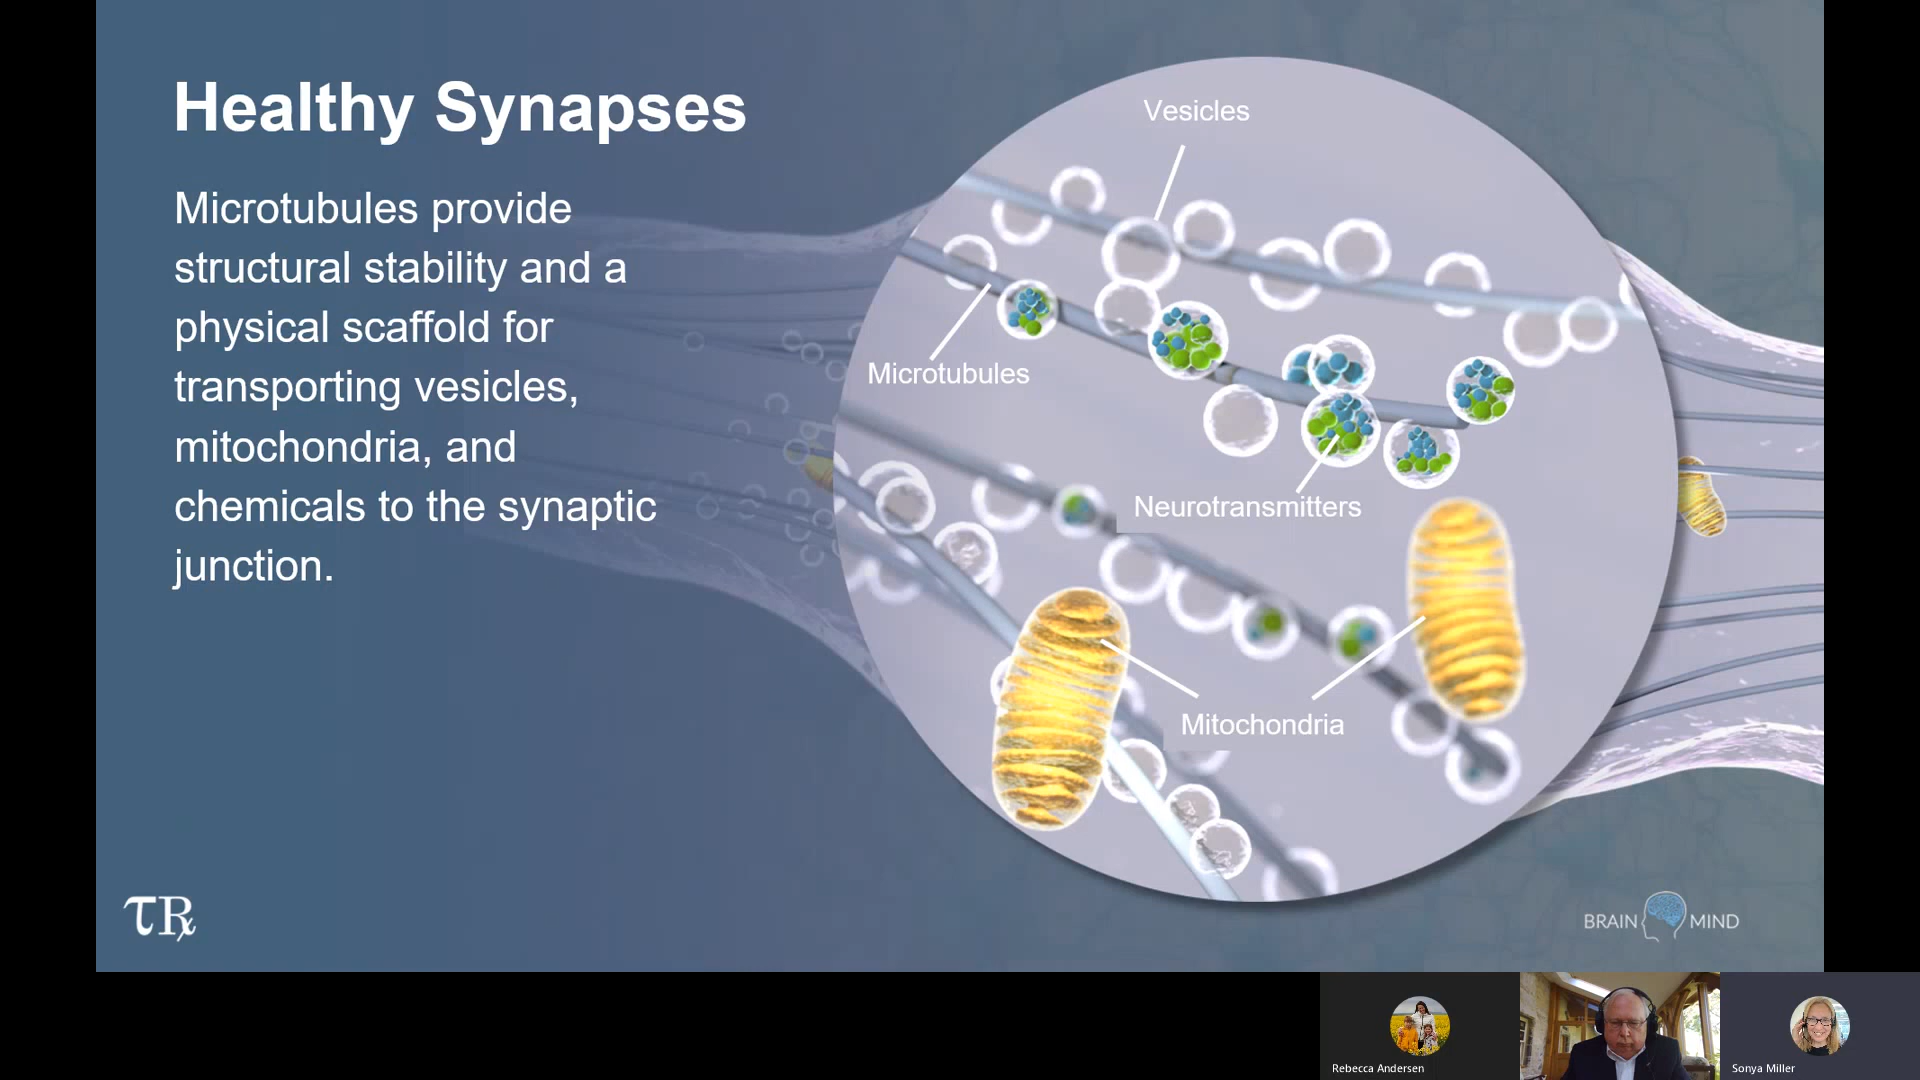 Healthy Synapses
Microtubules provide
structural stability and a
physical scaffold for
transporting vesicles,
mitochondria, and
chemicals to the synaptic
junction.
Vesicles
Microtubules
Neurotransmitters
Mitochondria
τRx
BRAIN MIND
Rebecca Andersen
Sonya Miller